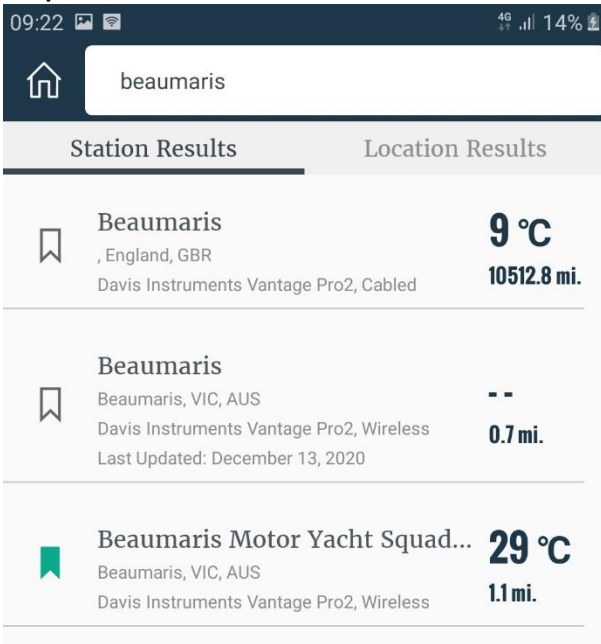 09:22 4G 14%
beaumaris
Station Results Location Results
Beaumaris 9 °C
, England, GBR
Davis Instruments Vantage Pro2, Cabled 10512.8 mi.
Beaumaris
Beaumaris, VIC, AUS - -
Davis Instruments Vantage Pro2, Wireless 0.7 mi.
Last Updated: December 13, 2020
Beaumaris Motor Yacht Squad... 29 °C
Beaumaris, VIC, AUS
Davis Instruments Vantage Pro2, Wireless 1.1 mi.